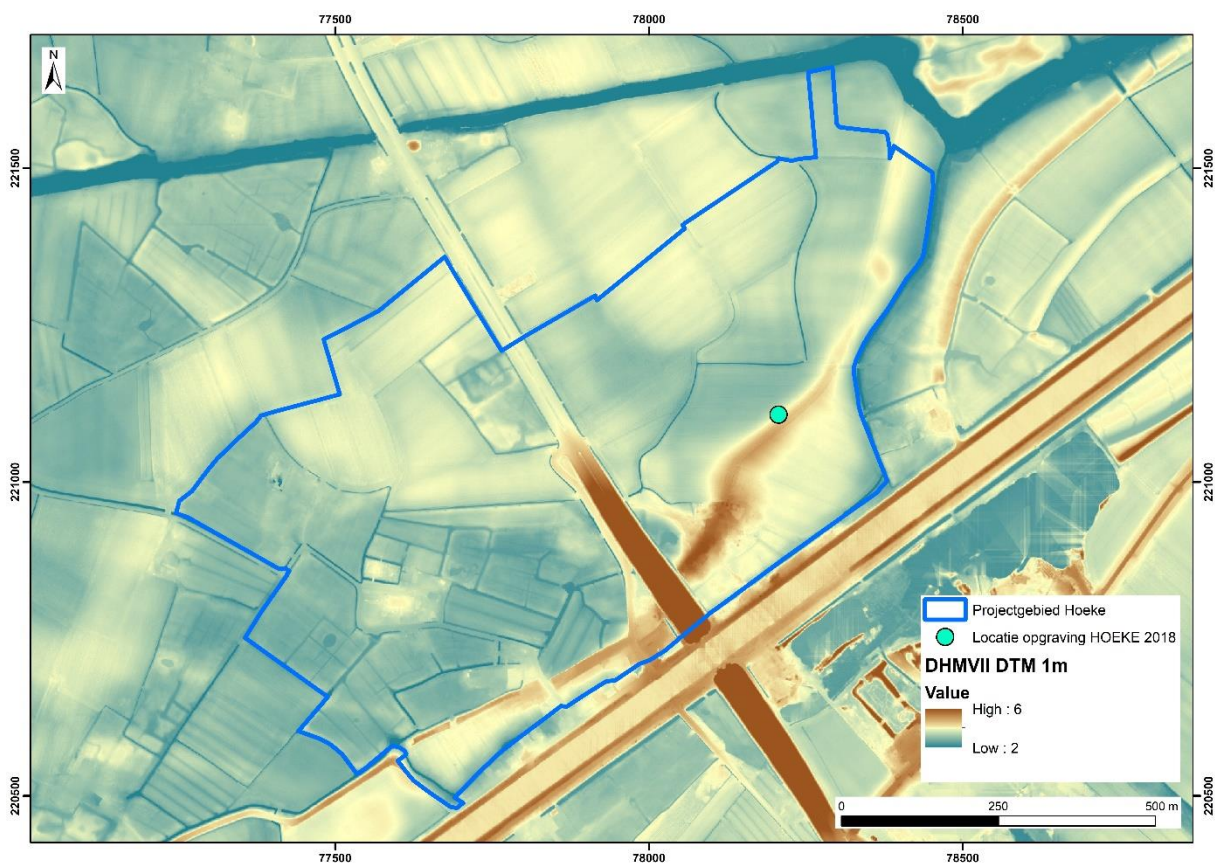 77500
78000
78500
N
221500
221500
221000
221000
220500
220500
Projectgebied Hoeke
Locatie opgraving HOEKE 2018
DHMVII DTM 1m
Value
High : 6
Low : 2
0
250
500 m
77500
78000
78500